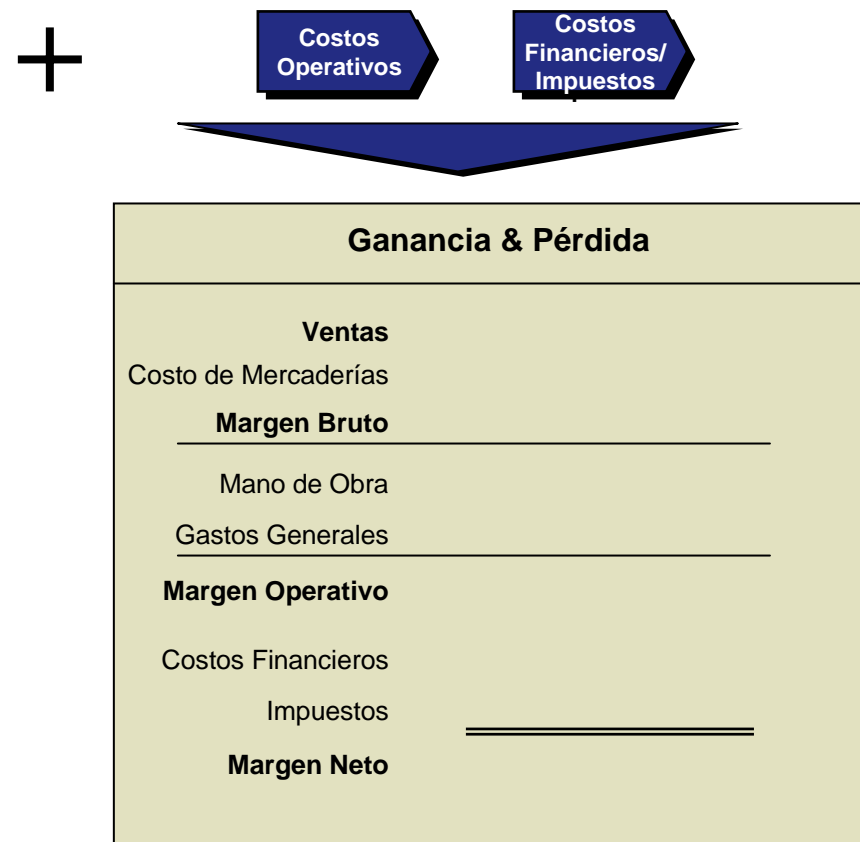 +
Costos
Operativos
Costos
Financieros/
Impuestos
Ganancia & Pérdida
Ventas
Costo de Mercaderías
Margen Bruto
Mano de Obra
Gastos Generales
Margen Operativo
Costos Financieros
Impuestos
Margen Neto